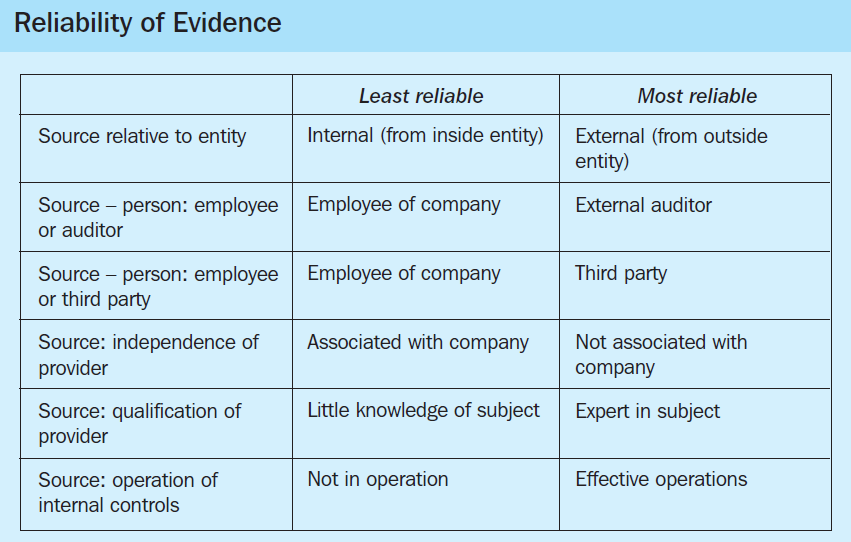 Reliability of Evidence
Least reliable Most reliable
Source relative to entity Internal (from inside entity) External (from outside
entity)
Source – person: employee Employee of company External auditor
or auditor
Source – person: employee Employee of company Third party
or third party
Source: independence of Associated with company Not associated with
provider company
Source: qualification of Little knowledge of subject Expert in subject
provider
Source: operation of Not in operation Effective operations
internal controls